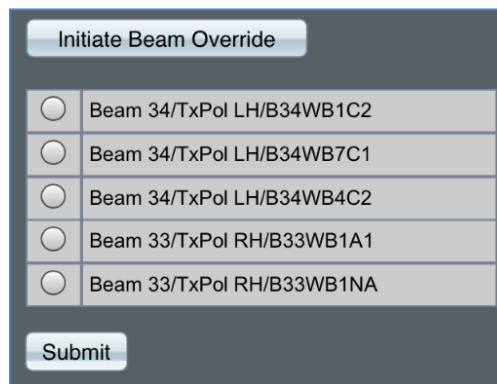 Initiate Beam Override
Beam 34/TxPol LH/B34WB1C2
Beam 34/TxPol LH/B34WB7C1
Beam 34/TxPol LH/B34WB4C2
Beam 33/TxPol RH/B33WB1A1
Beam 33/TxPol RH/B33WB1NA
Submit